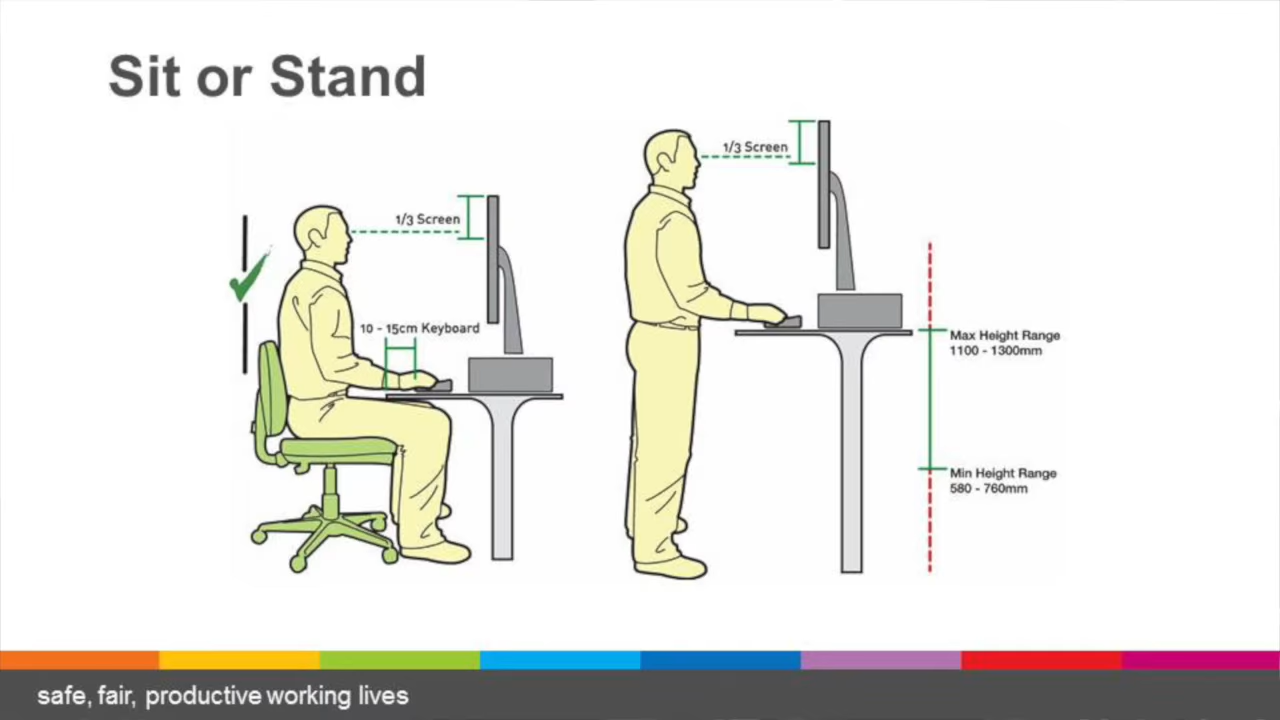 Sit or Stand
1/3 Screen
1/3 Screen
10 - 15cm Keyboard
Max Height Range
1100 - 1300mm
Min Height Range
580 - 760mm
safe, fair, productive working lives